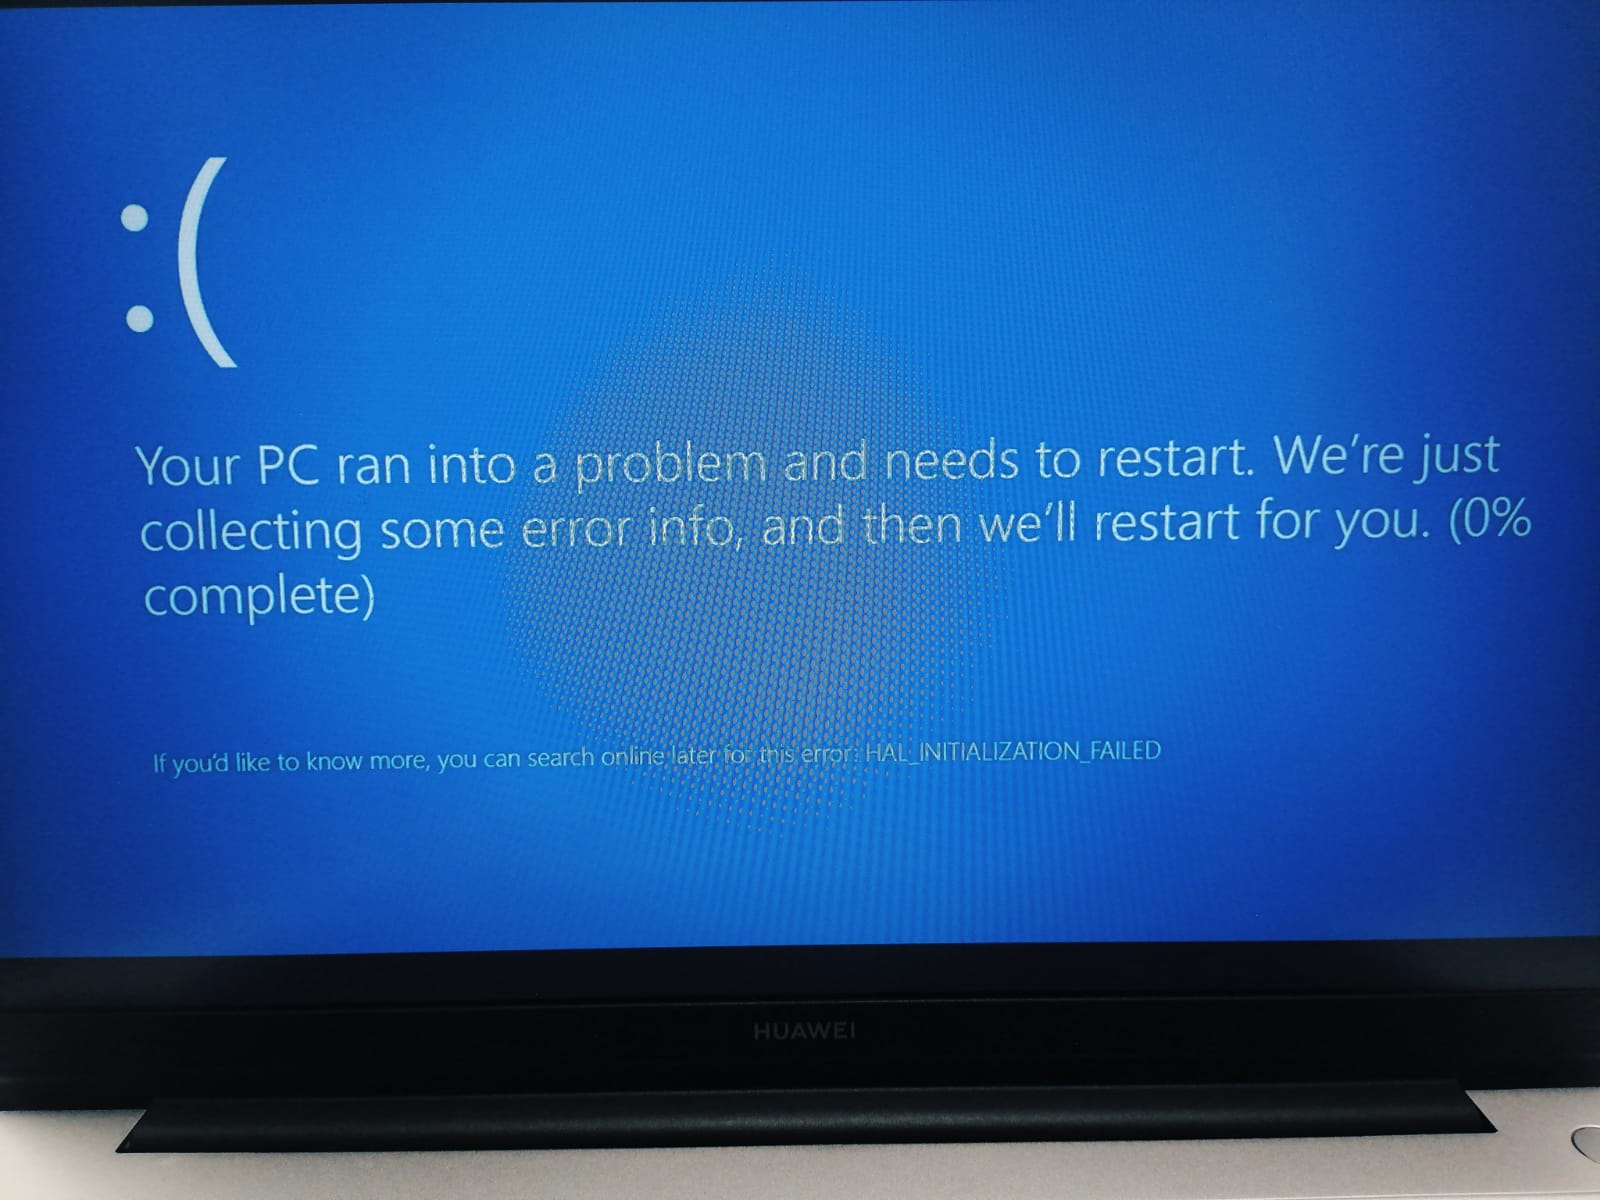 :(
Your PC ran into a problem and needs to restart. We're just
collecting some error info, and then we'll restart for you. (0%
complete)
If you'd like to know more, you can search online later for this error: HAL_INITIALIZATION_FAILED
HUAWEI